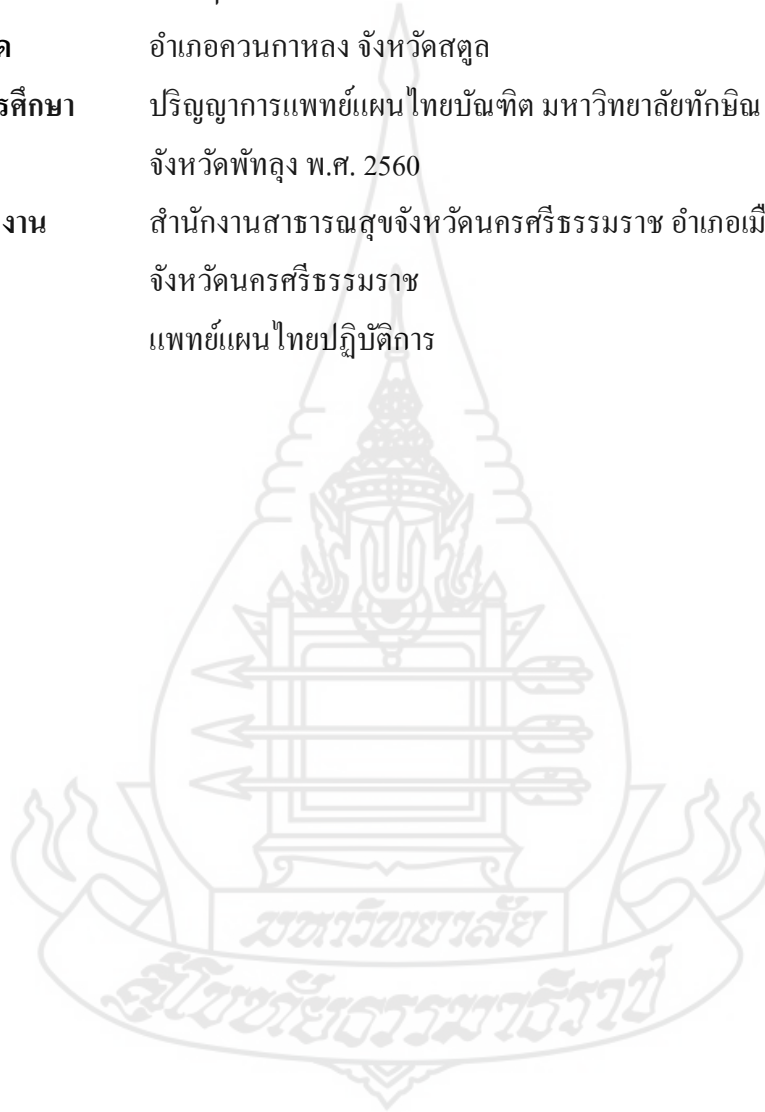 อำเภอควนกาหลง จังหวัดสตูล
รศึกษา ปริญญาการแพทย์แผนไทยบัณฑิต มหาวิทยาลัยทักษิณ
จังหวัดพัทลุง พ.ศ. 2560
งาน สำนักงานสาธารณสุขจังหวัดนครศรีธรรมราช อำเภอเมื
จังหวัดนครศรีธรรมราช
แพทย์แผนไทยปฏิบัติการ
มหาวิทยาลัย
สุโขทัยธรรมาธิราช